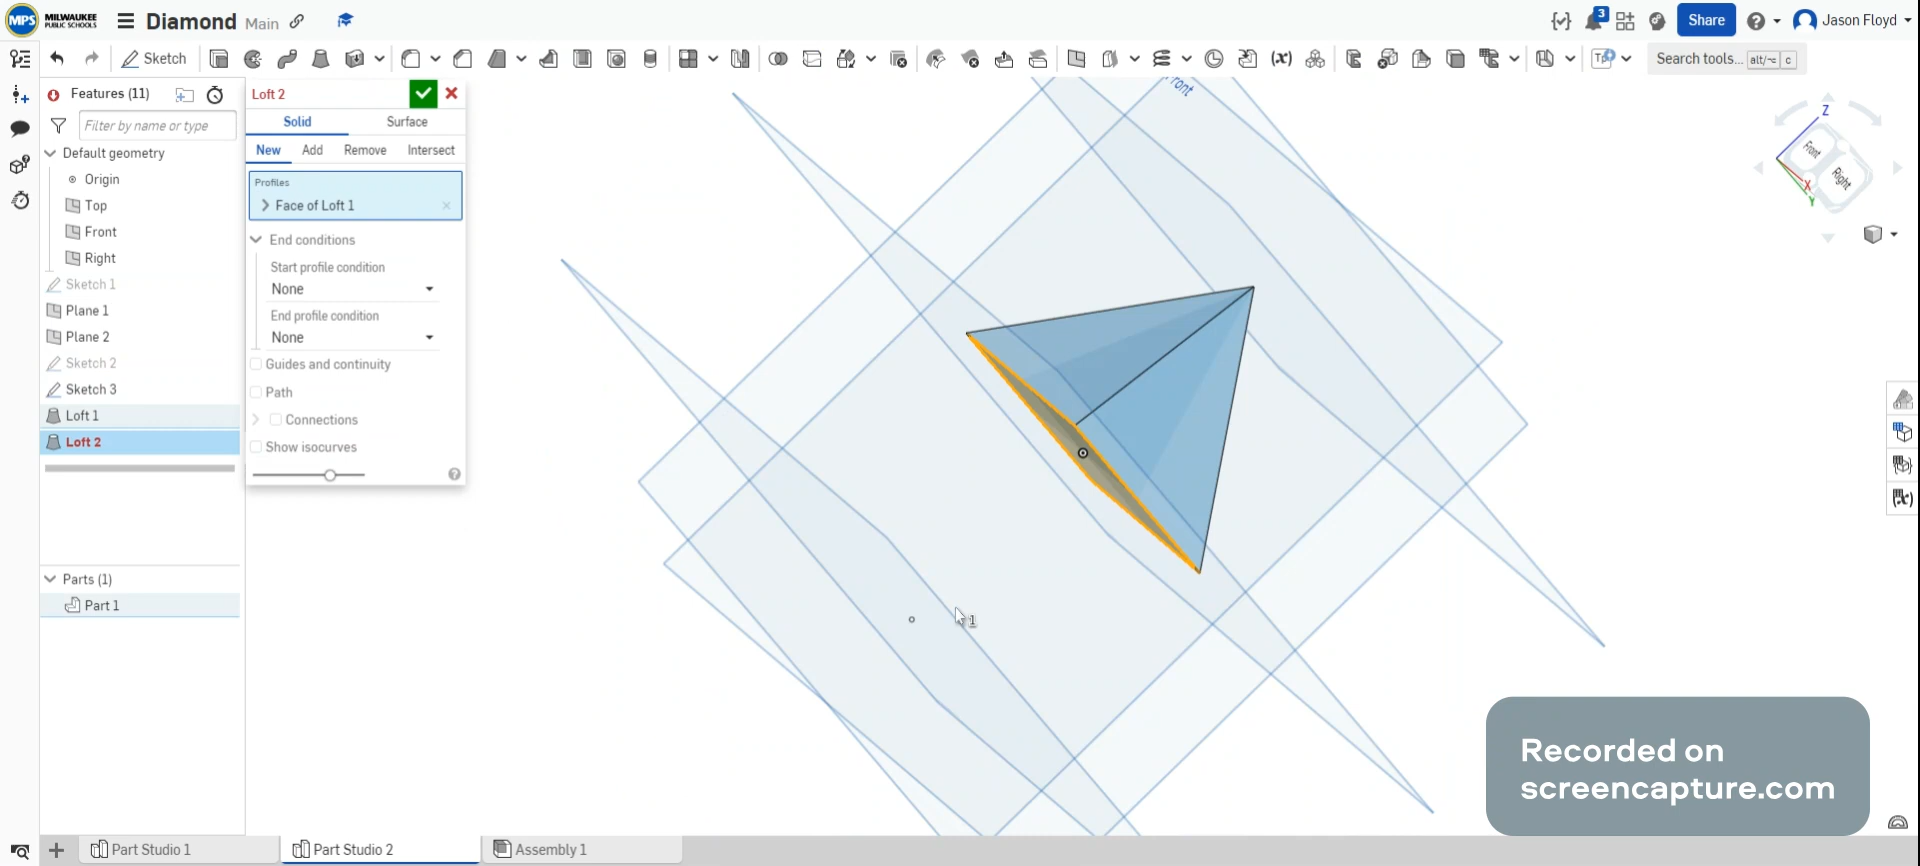 MPS MILWAUKEE PUBLIC SCHOOLS Diamond Main 3 Share Jason Floyd
Sketch Search tools... alt/⌥ c
Features (11)
Filter by name or type
Default geometry
Origin
Top
Front
Right
Sketch 1
Plane 1
Plane 2
Sketch 2
Sketch 3
Loft 1
Loft 2
Parts (1)
Part 1
Loft 2
Solid Surface
New Add Remove Intersect
Profiles
Face of Loft 1
End conditions
Start profile condition
None
End profile condition
None
Guides and continuity
Path
Connections
Show isocurves
Front
Z
Front
Right
X
Y
1
Recorded on
screencapture.com
Part Studio 1 Part Studio 2 Assembly 1